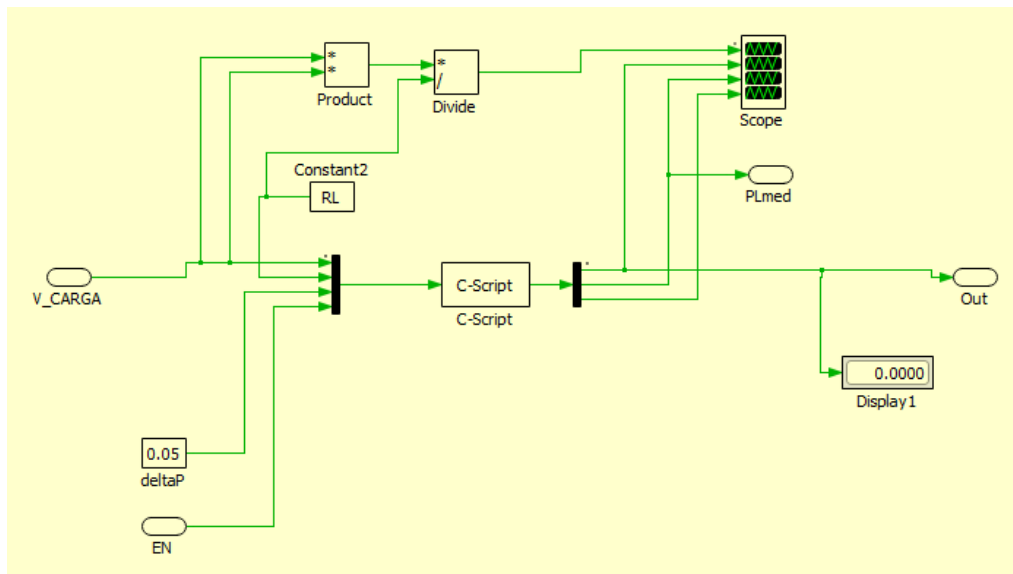 *
*
Product
*
/
Divide
Scope
Constant2
RL
PLmed
V_CARGA
C-Script
C-Script
Out
0.0000
Display1
0.05
deltaP
EN